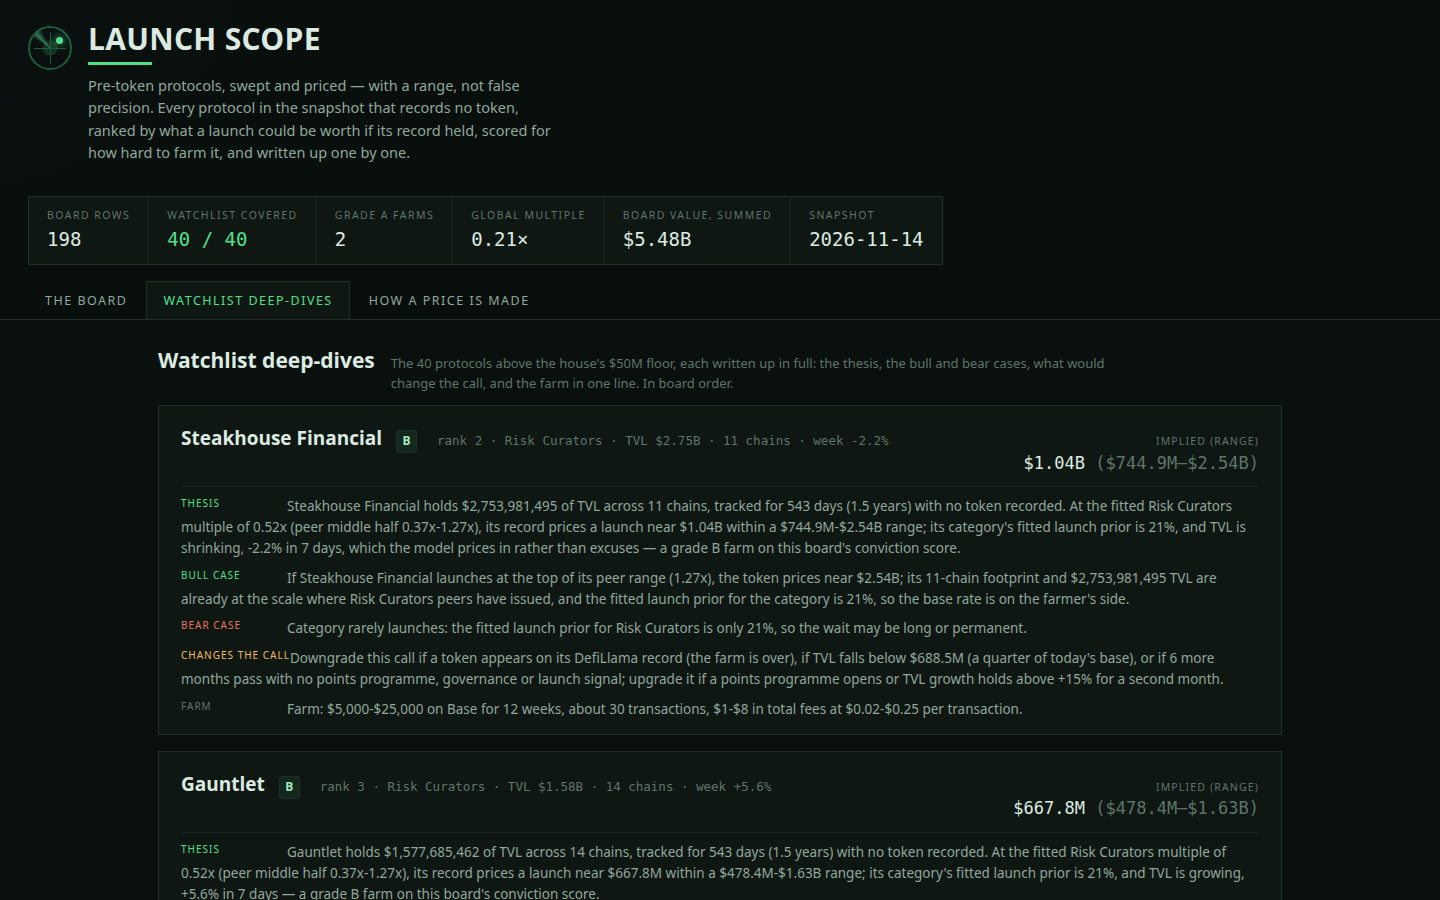 LAUNCH SCOPE
Pre-token protocols, swept and priced — with a range, not false
precision. Every protocol in the snapshot that records no token,
ranked by what a launch could be worth if its record held, scored for
how hard to farm it, and written up one by one.
BOARD ROWS
198
WATCHLIST COVERED
40 / 40
GRADE A FARMS
2
GLOBAL MULTIPLE
0.21×
BOARD VALUE, SUMMED
$5.48B
SNAPSHOT
2026-11-14
THE BOARD
WATCHLIST DEEP-DIVES
HOW A PRICE IS MADE
Watchlist deep-dives
The 40 protocols above the house's $50M floor, each written up in full: the thesis, the bull and bear cases, what would
change the call, and the farm in one line. In board order.
Steakhouse Financial B rank 2 · Risk Curators · TVL $2.75B · 11 chains · week -2.2%
IMPLIED (RANGE)
$1.04B ($744.9M—$2.54B)
THESIS Steakhouse Financial holds $2,753,981,495 of TVL across 11 chains, tracked for 543 days (1.5 years) with no token recorded. At the fitted Risk Curators
multiple of 0.52x (peer middle half 0.37x-1.27x), its record prices a launch near $1.04B within a $744.9M-$2.54B range; its category's fitted launch prior is 21%, and TVL is
shrinking, -2.2% in 7 days, which the model prices in rather than excuses — a grade B farm on this board's conviction score.
BULL CASE If Steakhouse Financial launches at the top of its peer range (1.27x), the token prices near $2.54B; its 11-chain footprint and $2,753,981,495 TVL are
already at the scale where Risk Curators peers have issued, and the fitted launch prior for the category is 21%, so the base rate is on the farmer's side.
BEAR CASE Category rarely launches: the fitted launch prior for Risk Curators is only 21%, so the wait may be long or permanent.
CHANGES THE CALL Downgrade this call if a token appears on its DefiLlama record (the farm is over), if TVL falls below $688.5M (a quarter of today's base), or if 6 more
months pass with no points programme, governance or launch signal; upgrade it if a points programme opens or TVL growth holds above +15% for a second month.
FARM Farm: $5,000-$25,000 on Base for 12 weeks, about 30 transactions, $1-$8 in total fees at $0.02-$0.25 per transaction.
Gauntlet B rank 3 · Risk Curators · TVL $1.58B · 14 chains · week +5.6%
IMPLIED (RANGE)
$667.8M ($478.4M—$1.63B)
THESIS Gauntlet holds $1,577,685,462 of TVL across 14 chains, tracked for 543 days (1.5 years) with no token recorded. At the fitted Risk Curators multiple of
0.52x (peer middle half 0.37x-1.27x), its record prices a launch near $667.8M within a $478.4M-$1.63B range; its category's fitted launch prior is 21%, and TVL is growing,
+5.6% in 7 days — a grade B farm on this board's conviction score.